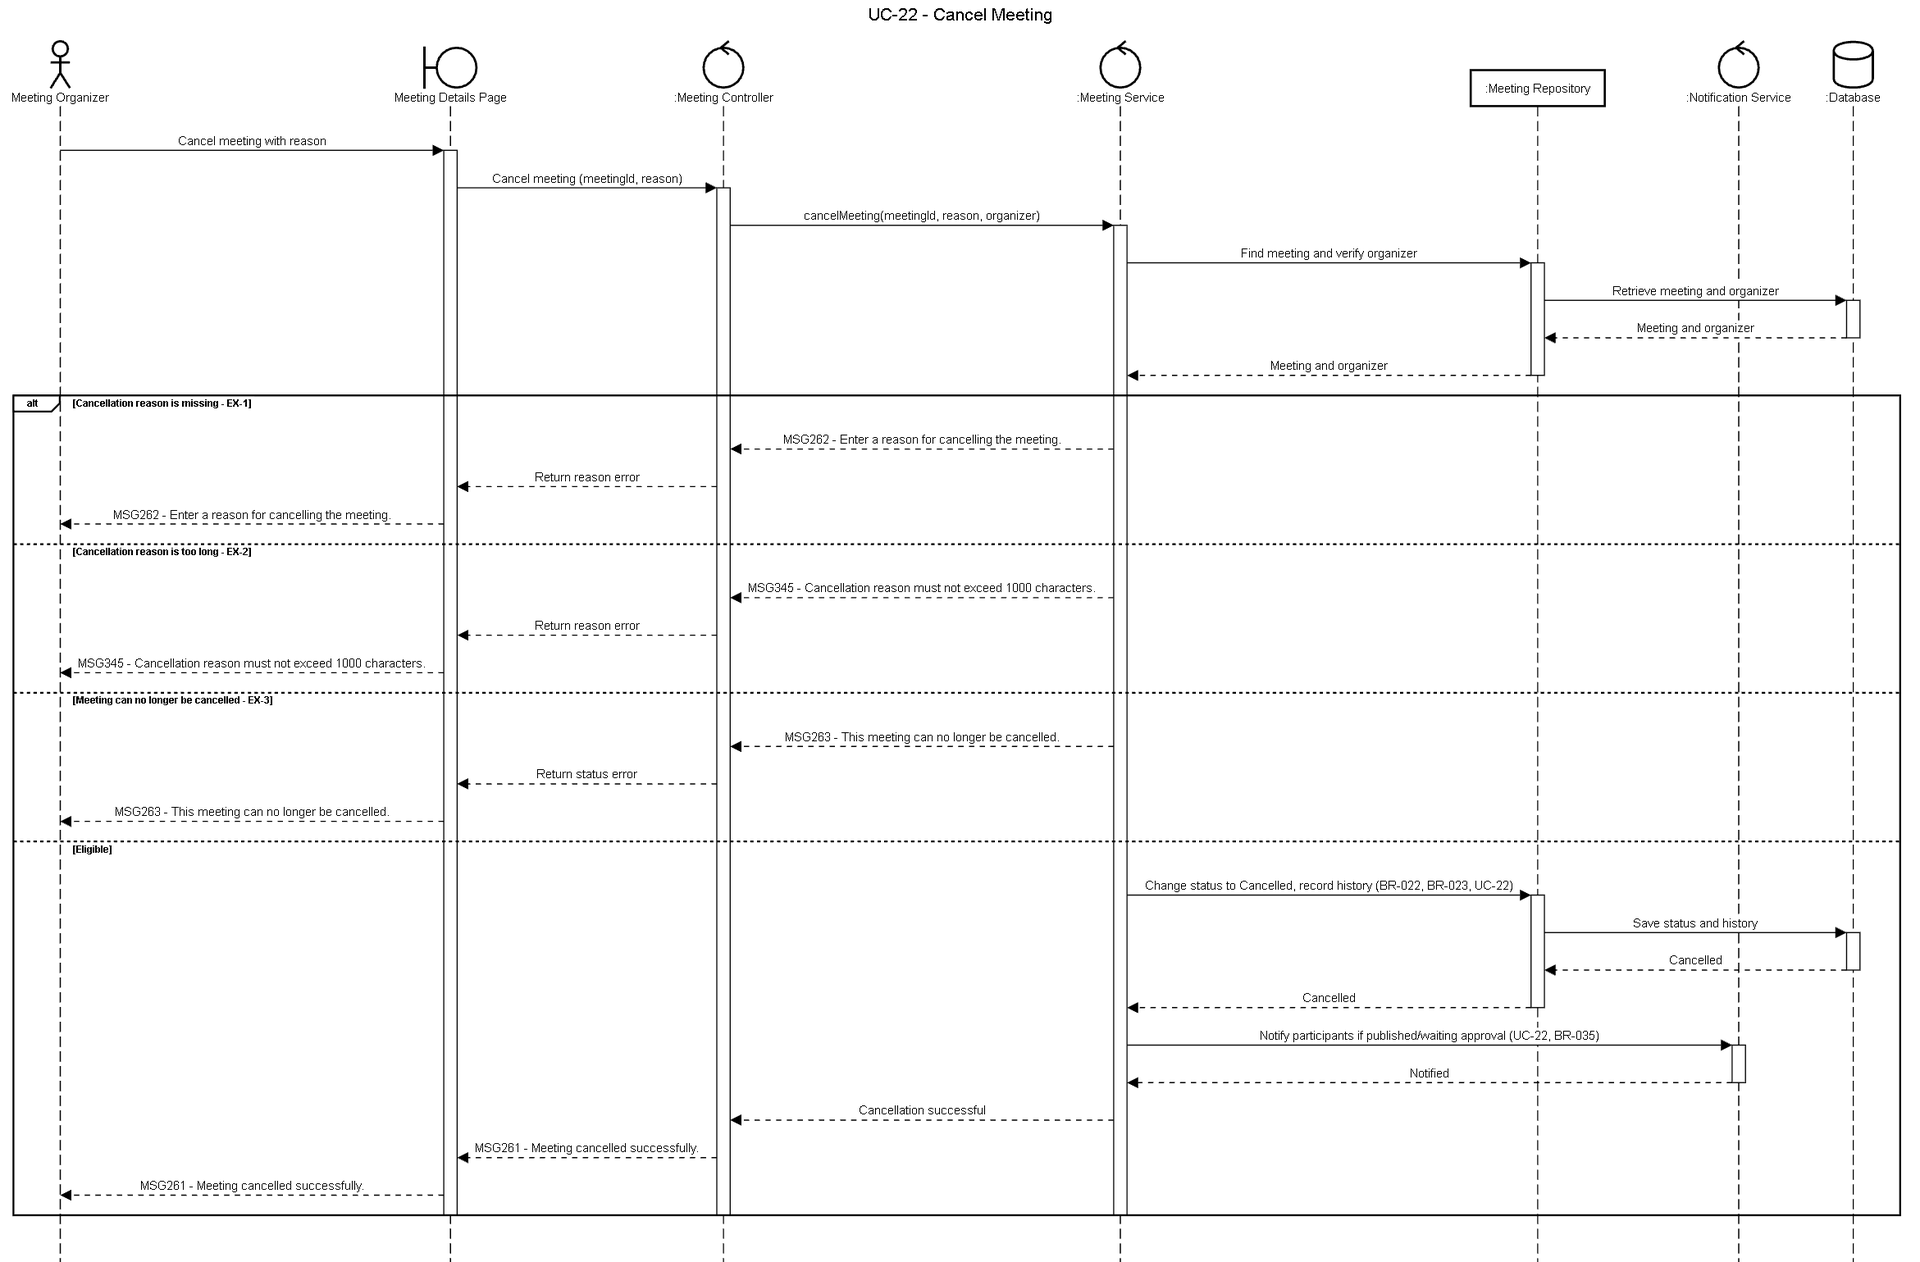 UC-22 - Cancel Meeting
Meeting Organizer
Meeting Details Page
:Meeting Controller
:Meeting Service
:Meeting Repository
:Notification Service
:Database
Cancel meeting with reason
Cancel meeting (meetingId, reason)
cancelMeeting(meetingId, reason, organizer)
Find meeting and verify organizer
Retrieve meeting and organizer
Meeting and organizer
Meeting and organizer
alt
[Cancellation reason is missing - EX-1]
MSG262 - Enter a reason for cancelling the meeting.
Return reason error
MSG262 - Enter a reason for cancelling the meeting.
[Cancellation reason is too long - EX-2]
MSG345 - Cancellation reason must not exceed 1000 characters.
Return reason error
MSG345 - Cancellation reason must not exceed 1000 characters.
[Meeting can no longer be cancelled - EX-3]
MSG263 - This meeting can no longer be cancelled.
Return status error
MSG263 - This meeting can no longer be cancelled.
[Eligible]
Change status to Cancelled, record history (BR-022, BR-023, UC-22)
Save status and history
Cancelled
Cancelled
Notify participants if published/waiting approval (UC-22, BR-035)
Notified
Cancellation successful
MSG261 - Meeting cancelled successfully.
MSG261 - Meeting cancelled successfully.